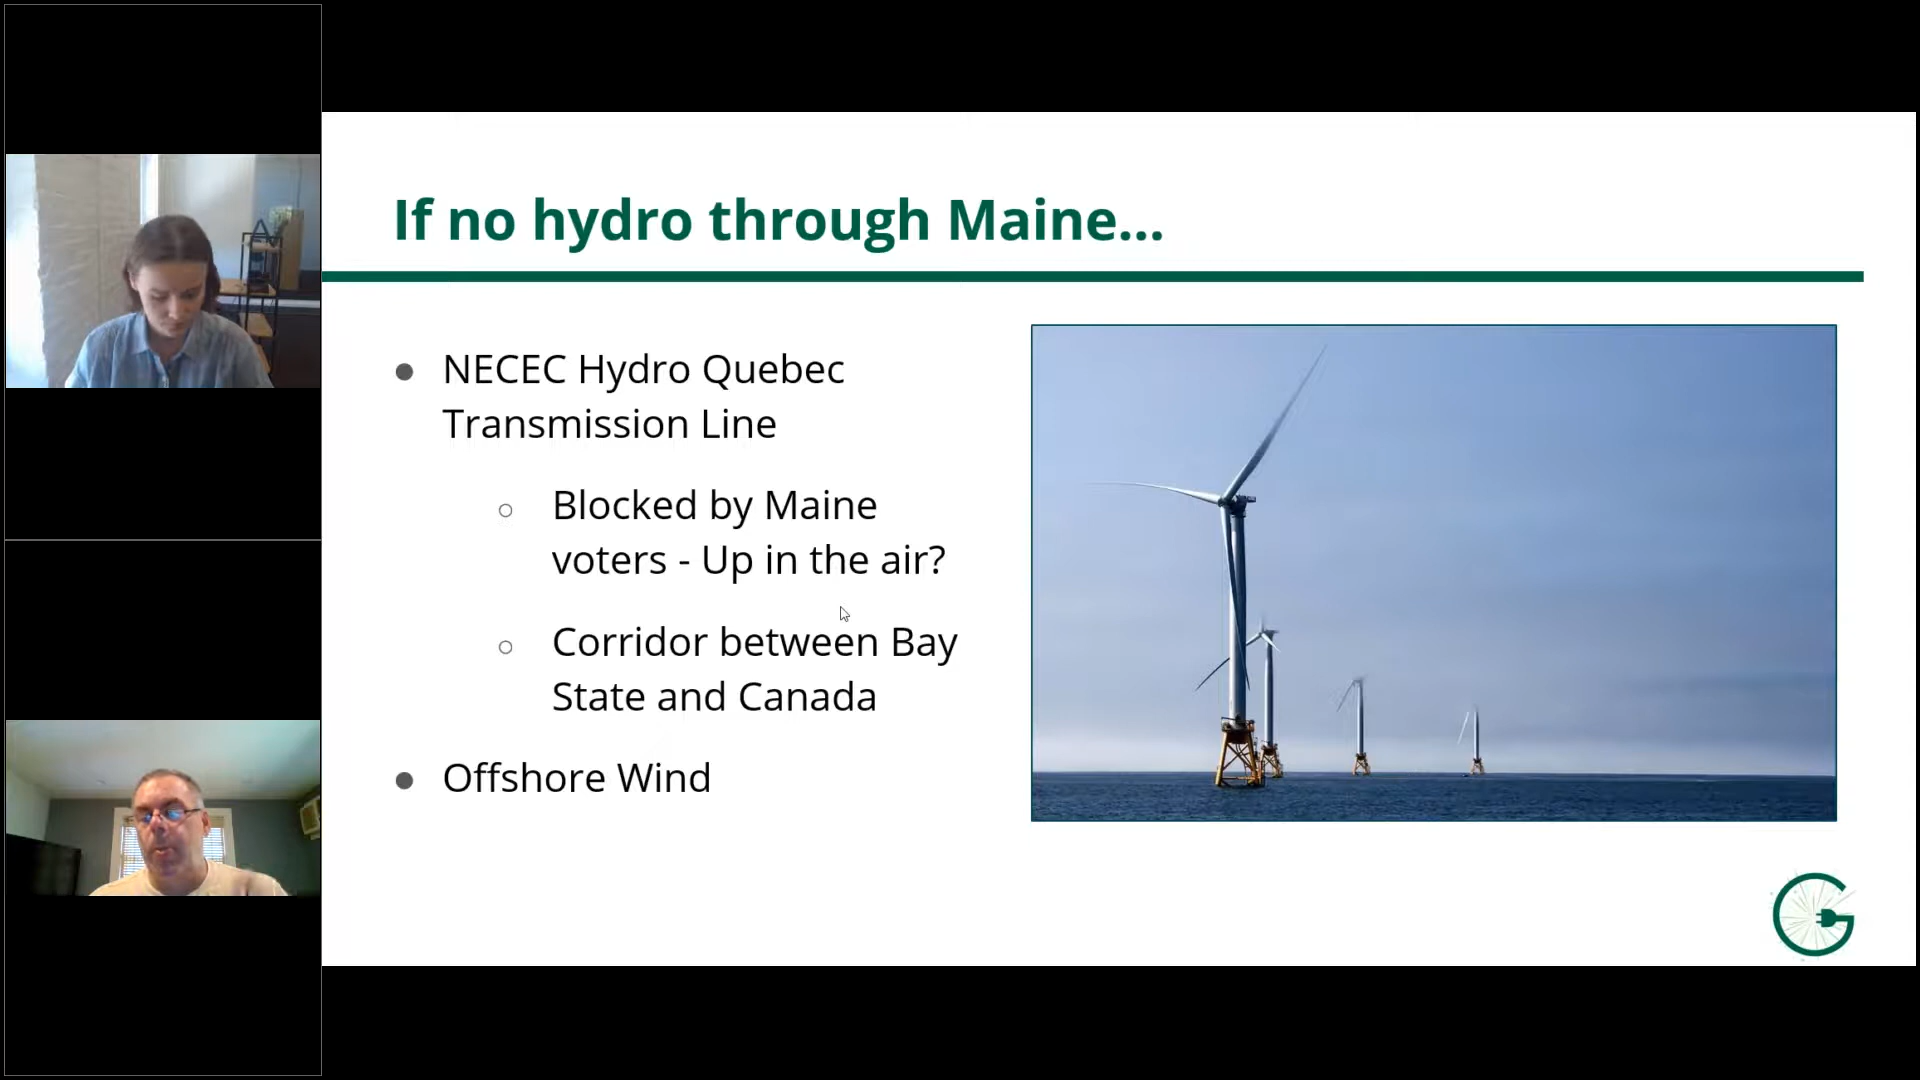 If no hydro through Maine...
● NECEC Hydro Quebec
Transmission Line
○ Blocked by Maine
voters - Up in the air?
○ Corridor between Bay
State and Canada
● Offshore Wind